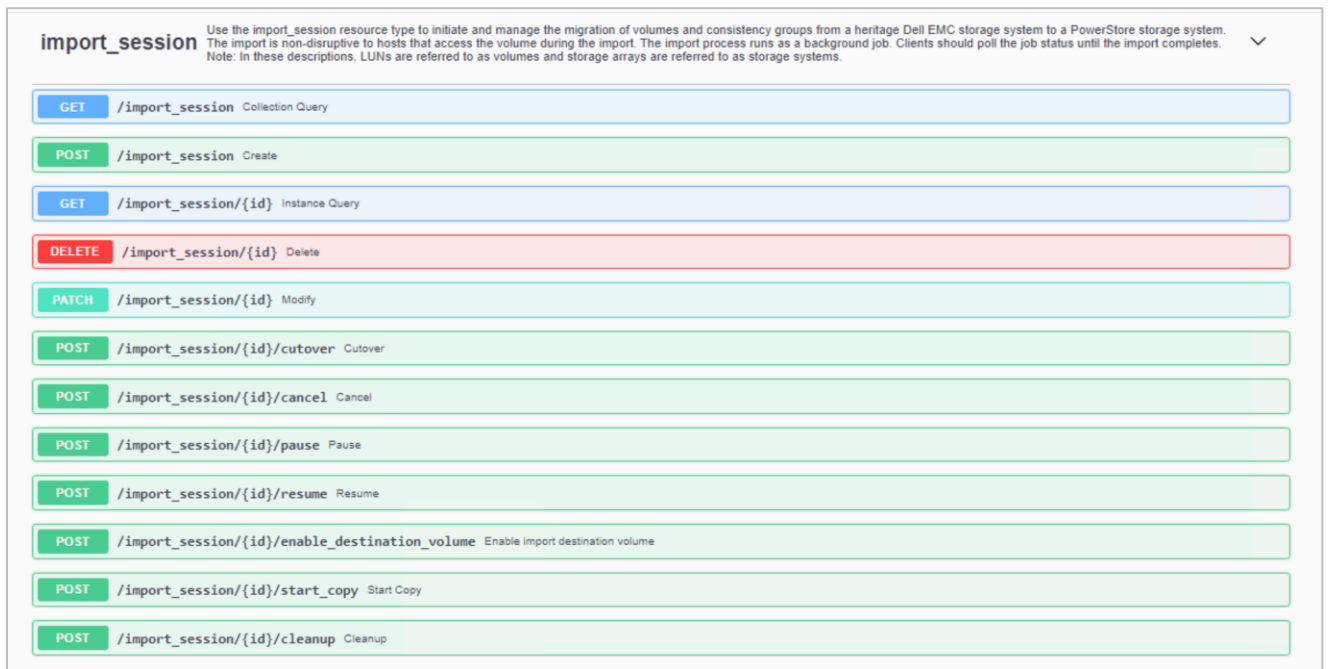 import_session
Use the import_session resource type to initiate and manage the migration of volumes and consistency groups from a heritage Dell EMC storage system to a PowerStore storage system.
The import is non-disruptive to hosts that access the volume during the import. The import process runs as a background job. Clients should poll the job status until the import completes.
Note: In these descriptions, LUNs are referred to as volumes and storage arrays are referred to as storage systems.
GET /import_session Collection Query
POST /import_session Create
GET /import_session/{id} Instance Query
DELETE /import_session/{id} Delete
PATCH /import_session/{id} Modify
POST /import_session/{id}/cutover Cutover
POST /import_session/{id}/cancel Cancel
POST /import_session/{id}/pause Pause
POST /import_session/{id}/resume Resume
POST /import_session/{id}/enable_destination_volume Enable import destination volume
POST /import_session/{id}/start_copy Start Copy
POST /import_session/{id}/cleanup Cleanup